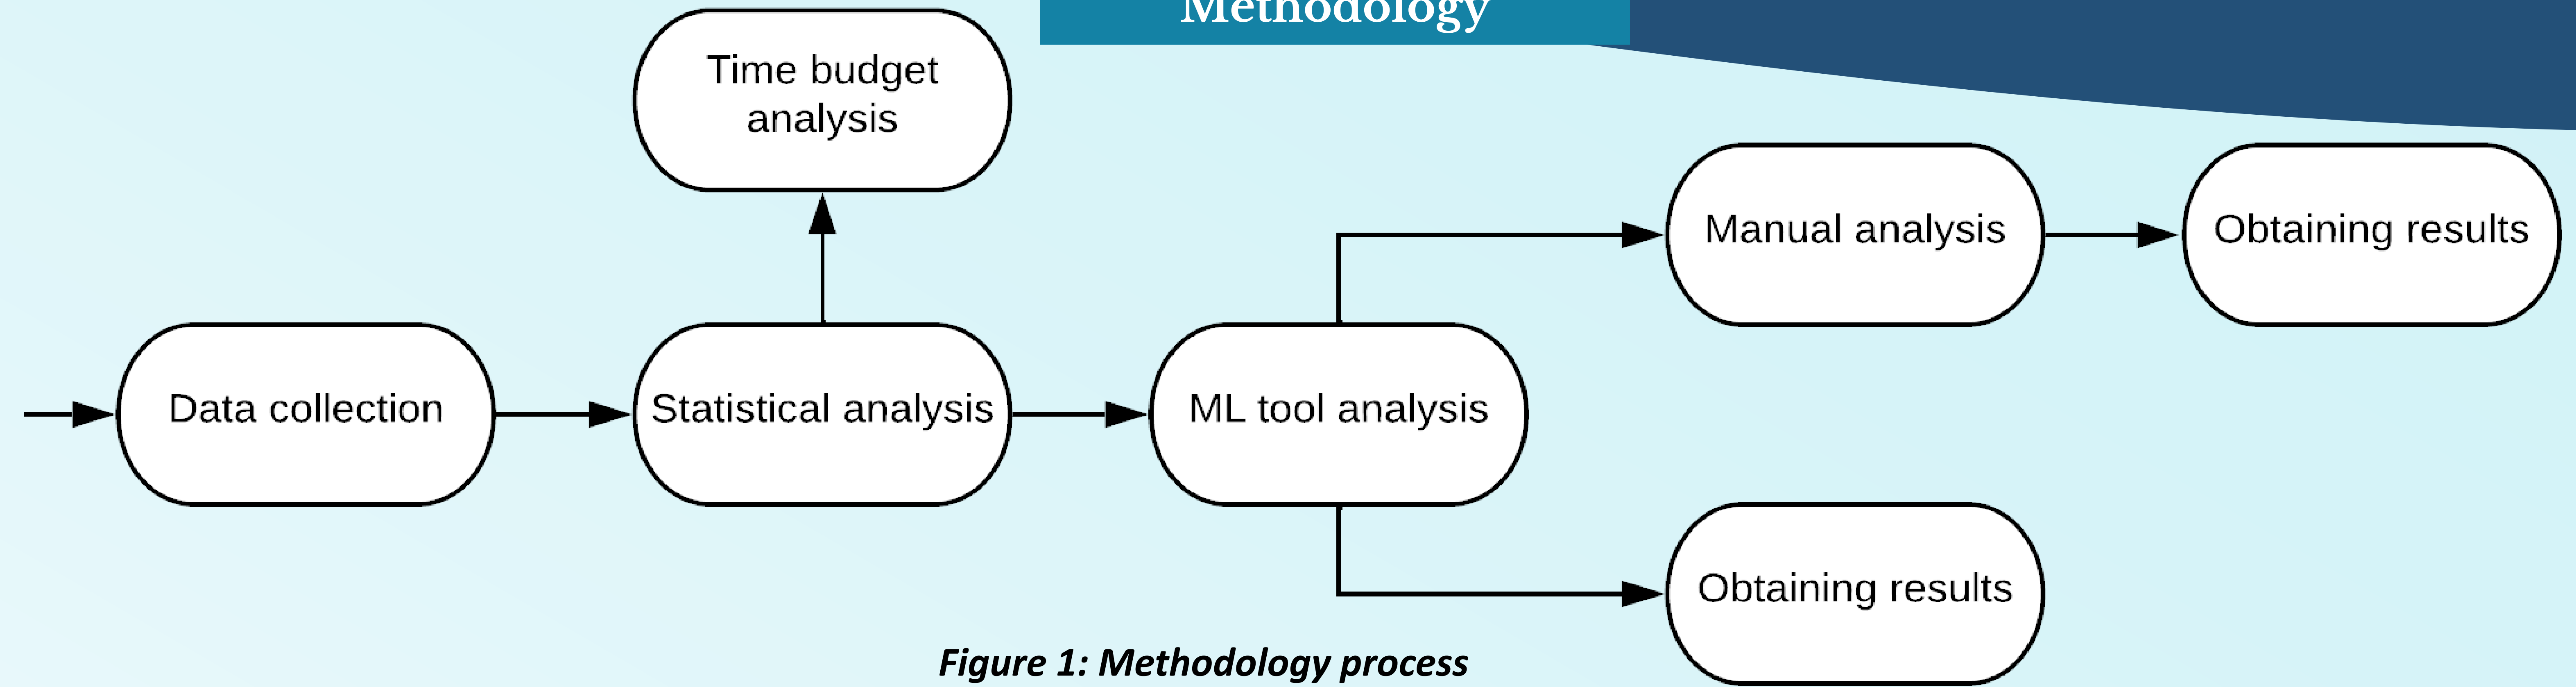 Methodology
Time budget
analysis
Manual analysis
Obtaining results
Data collection
Statistical analysis
ML tool analysis
Obtaining results
Figure 1: Methodology process